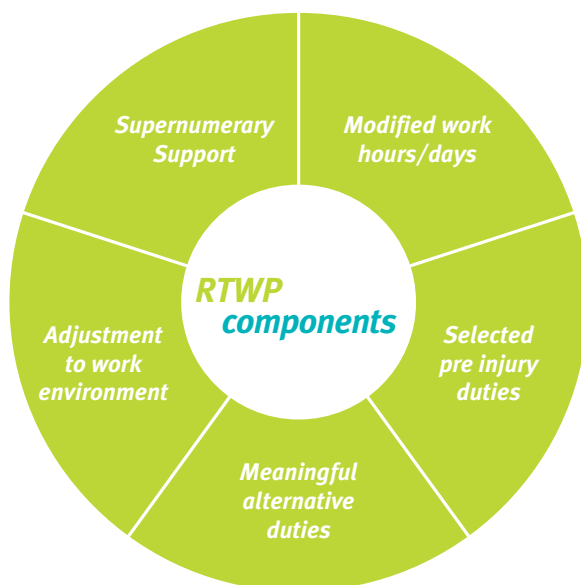 Supernumerary
Support
Modified work
hours/days
RTWP
components
Adjustment
to work
environment
Selected
pre injury
duties
Meaningful
alternative
duties